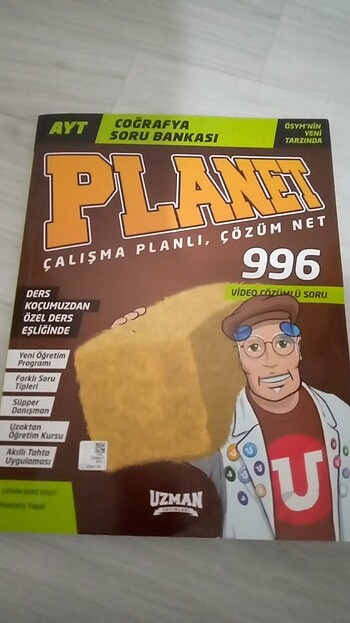 AYT
COĞRAFYA
SORU BANKASI
ÖSYM'NİN
YENİ
TARZINDA
PLANET
ÇALIŞMA PLANLI, ÇÖZÜM NET
996
VİDEO ÇÖZÜMLÜ SORU
DERS
KOÇUMUZDAN
ÖZEL DERS
EŞLİĞİNDE
Yeni Öğretim
Programı
Farklı Soru
Tipleri
Süpper
Danışman
Uzaktan
Öğretim Kursu
Akıllı Tahta
Uygulaması
U
UZMAN
YAYINLARI